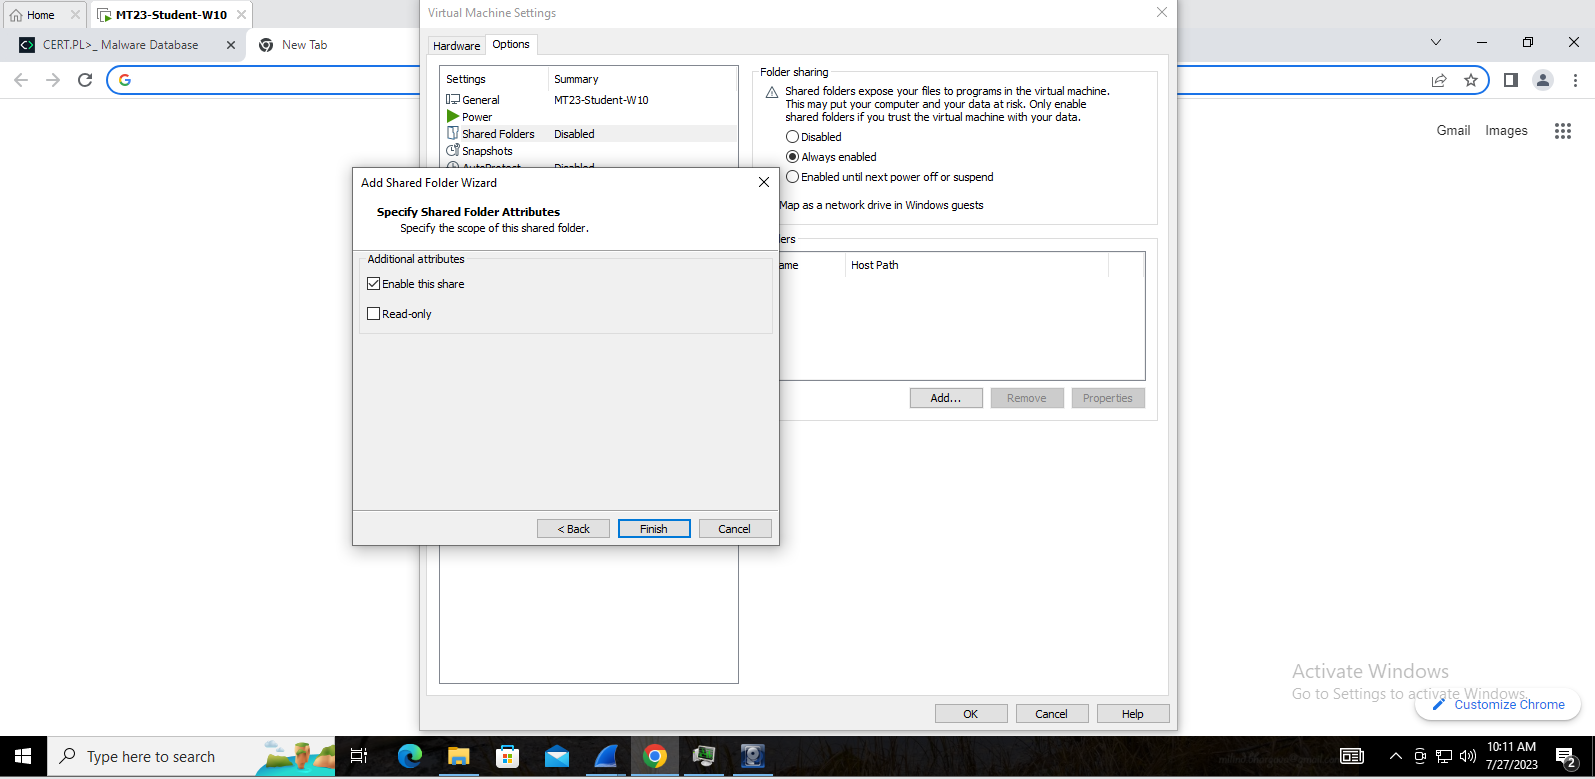 Home
MT23-Student-W10
CERT.PL>_ Malware Database
New Tab
Gmail
Images
Virtual Machine Settings
Hardware
Options
Settings
Summary
General
MT23-Student-W10
Power
Shared Folders
Disabled
Snapshots
Folder sharing
Shared folders expose your files to programs in the virtual machine.
This may put your computer and your data at risk. Only enable
shared folders if you trust the virtual machine with your data.
Disabled
Always enabled
Enabled until next power off or suspend
Map as a network drive in Windows guests
ders
ame
Host Path
Add...
Remove
Properties
Add Shared Folder Wizard
Specify Shared Folder Attributes
Specify the scope of this shared folder.
Additional attributes
Enable this share
Read-only
< Back
Finish
Cancel
OK
Cancel
Help
Activate Windows
Go to Settings to activate Windows.
Customize Chrome
Type here to search
10:11 AM
7/27/2023
2